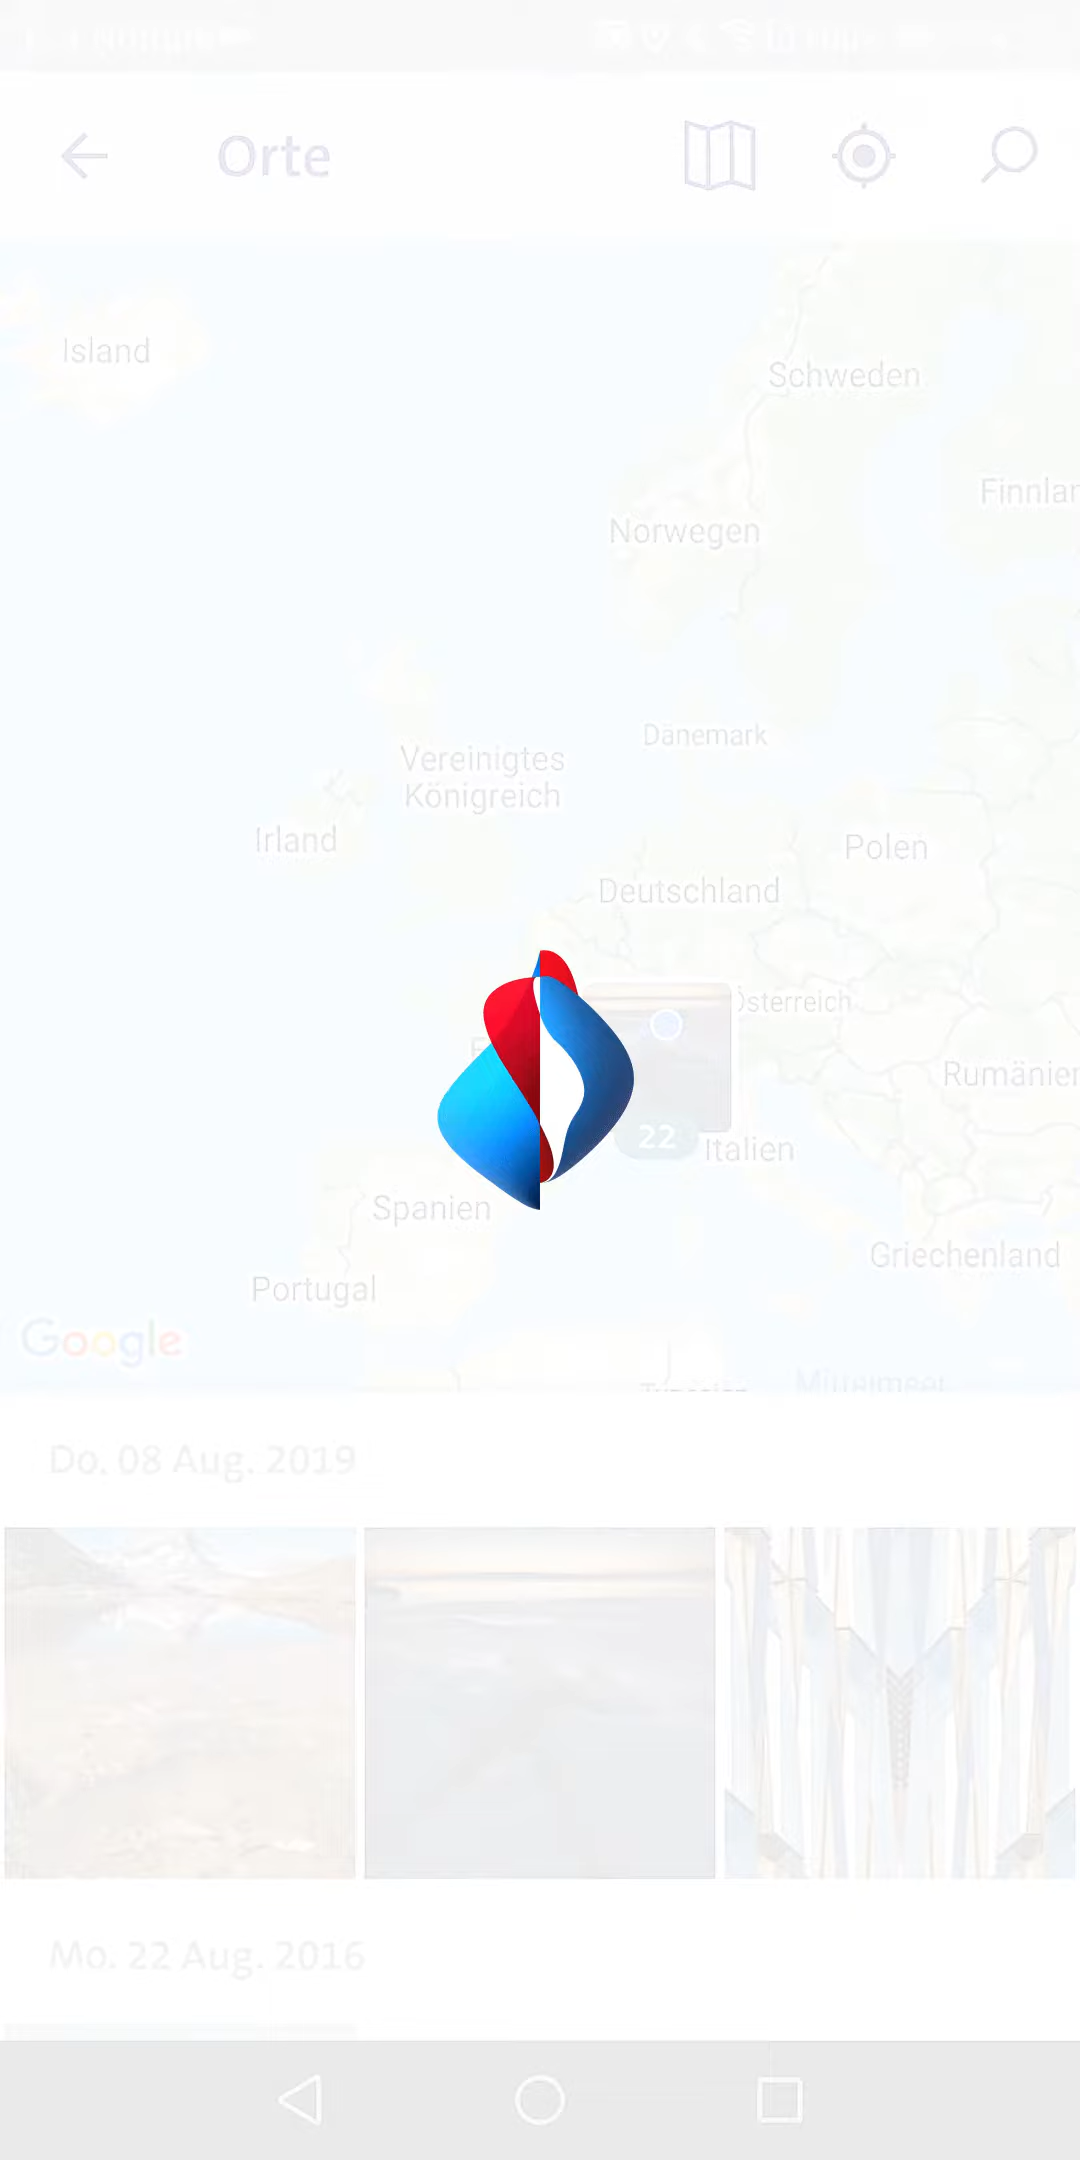 Orte
Island
Schweden
Finnlan
Norwegen
Dänemark
Vereinigtes
Königreich
Irland
Polen
Deutschland
sterreich
Rumänien
22
Italien
Spanien
Griechenland
Portugal
Google
Mittelmeer
Do. 08 Aug. 2019
Mo. 22 Aug. 2016